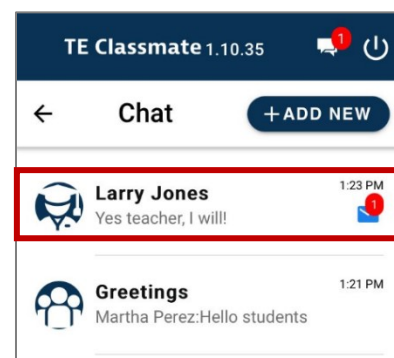 TE Classmate 1.10.35 1
Chat +ADD NEW
Larry Jones 1:23 PM
Yes teacher, I will! 1
Greetings 1:21 PM
Martha Perez:Hello students